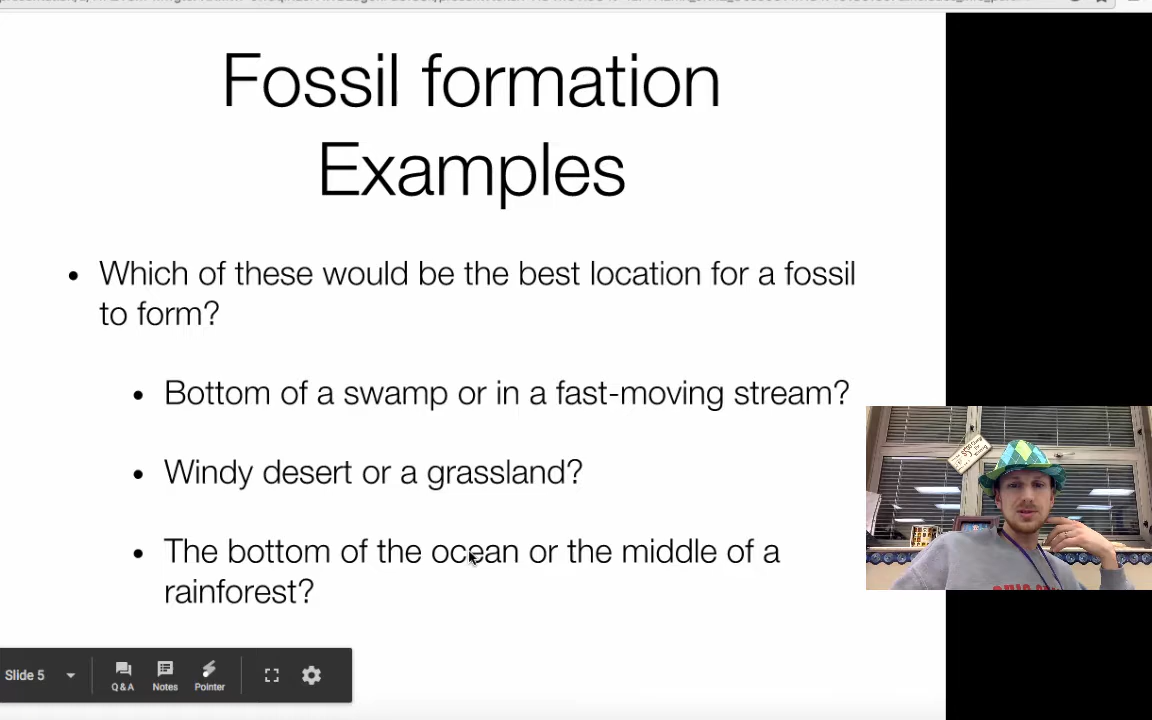 Fossil formation
Examples
• Which of these would be the best location for a fossil
to form?
• Bottom of a swamp or in a fast-moving stream?
• Windy desert or a grassland?
• The bottom of the ocean or the middle of a
rainforest?
Slide 5
Q&A
Notes
Pointer